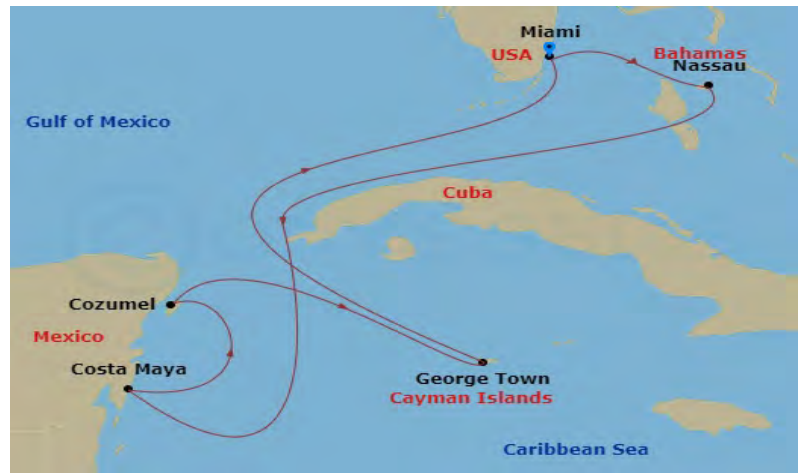 Miami
USA
Bahamas
Nassau
Gulf of Mexico
Cuba
Cozumel
Mexico
Costa Maya
George Town
Cayman Islands
Caribbean Sea